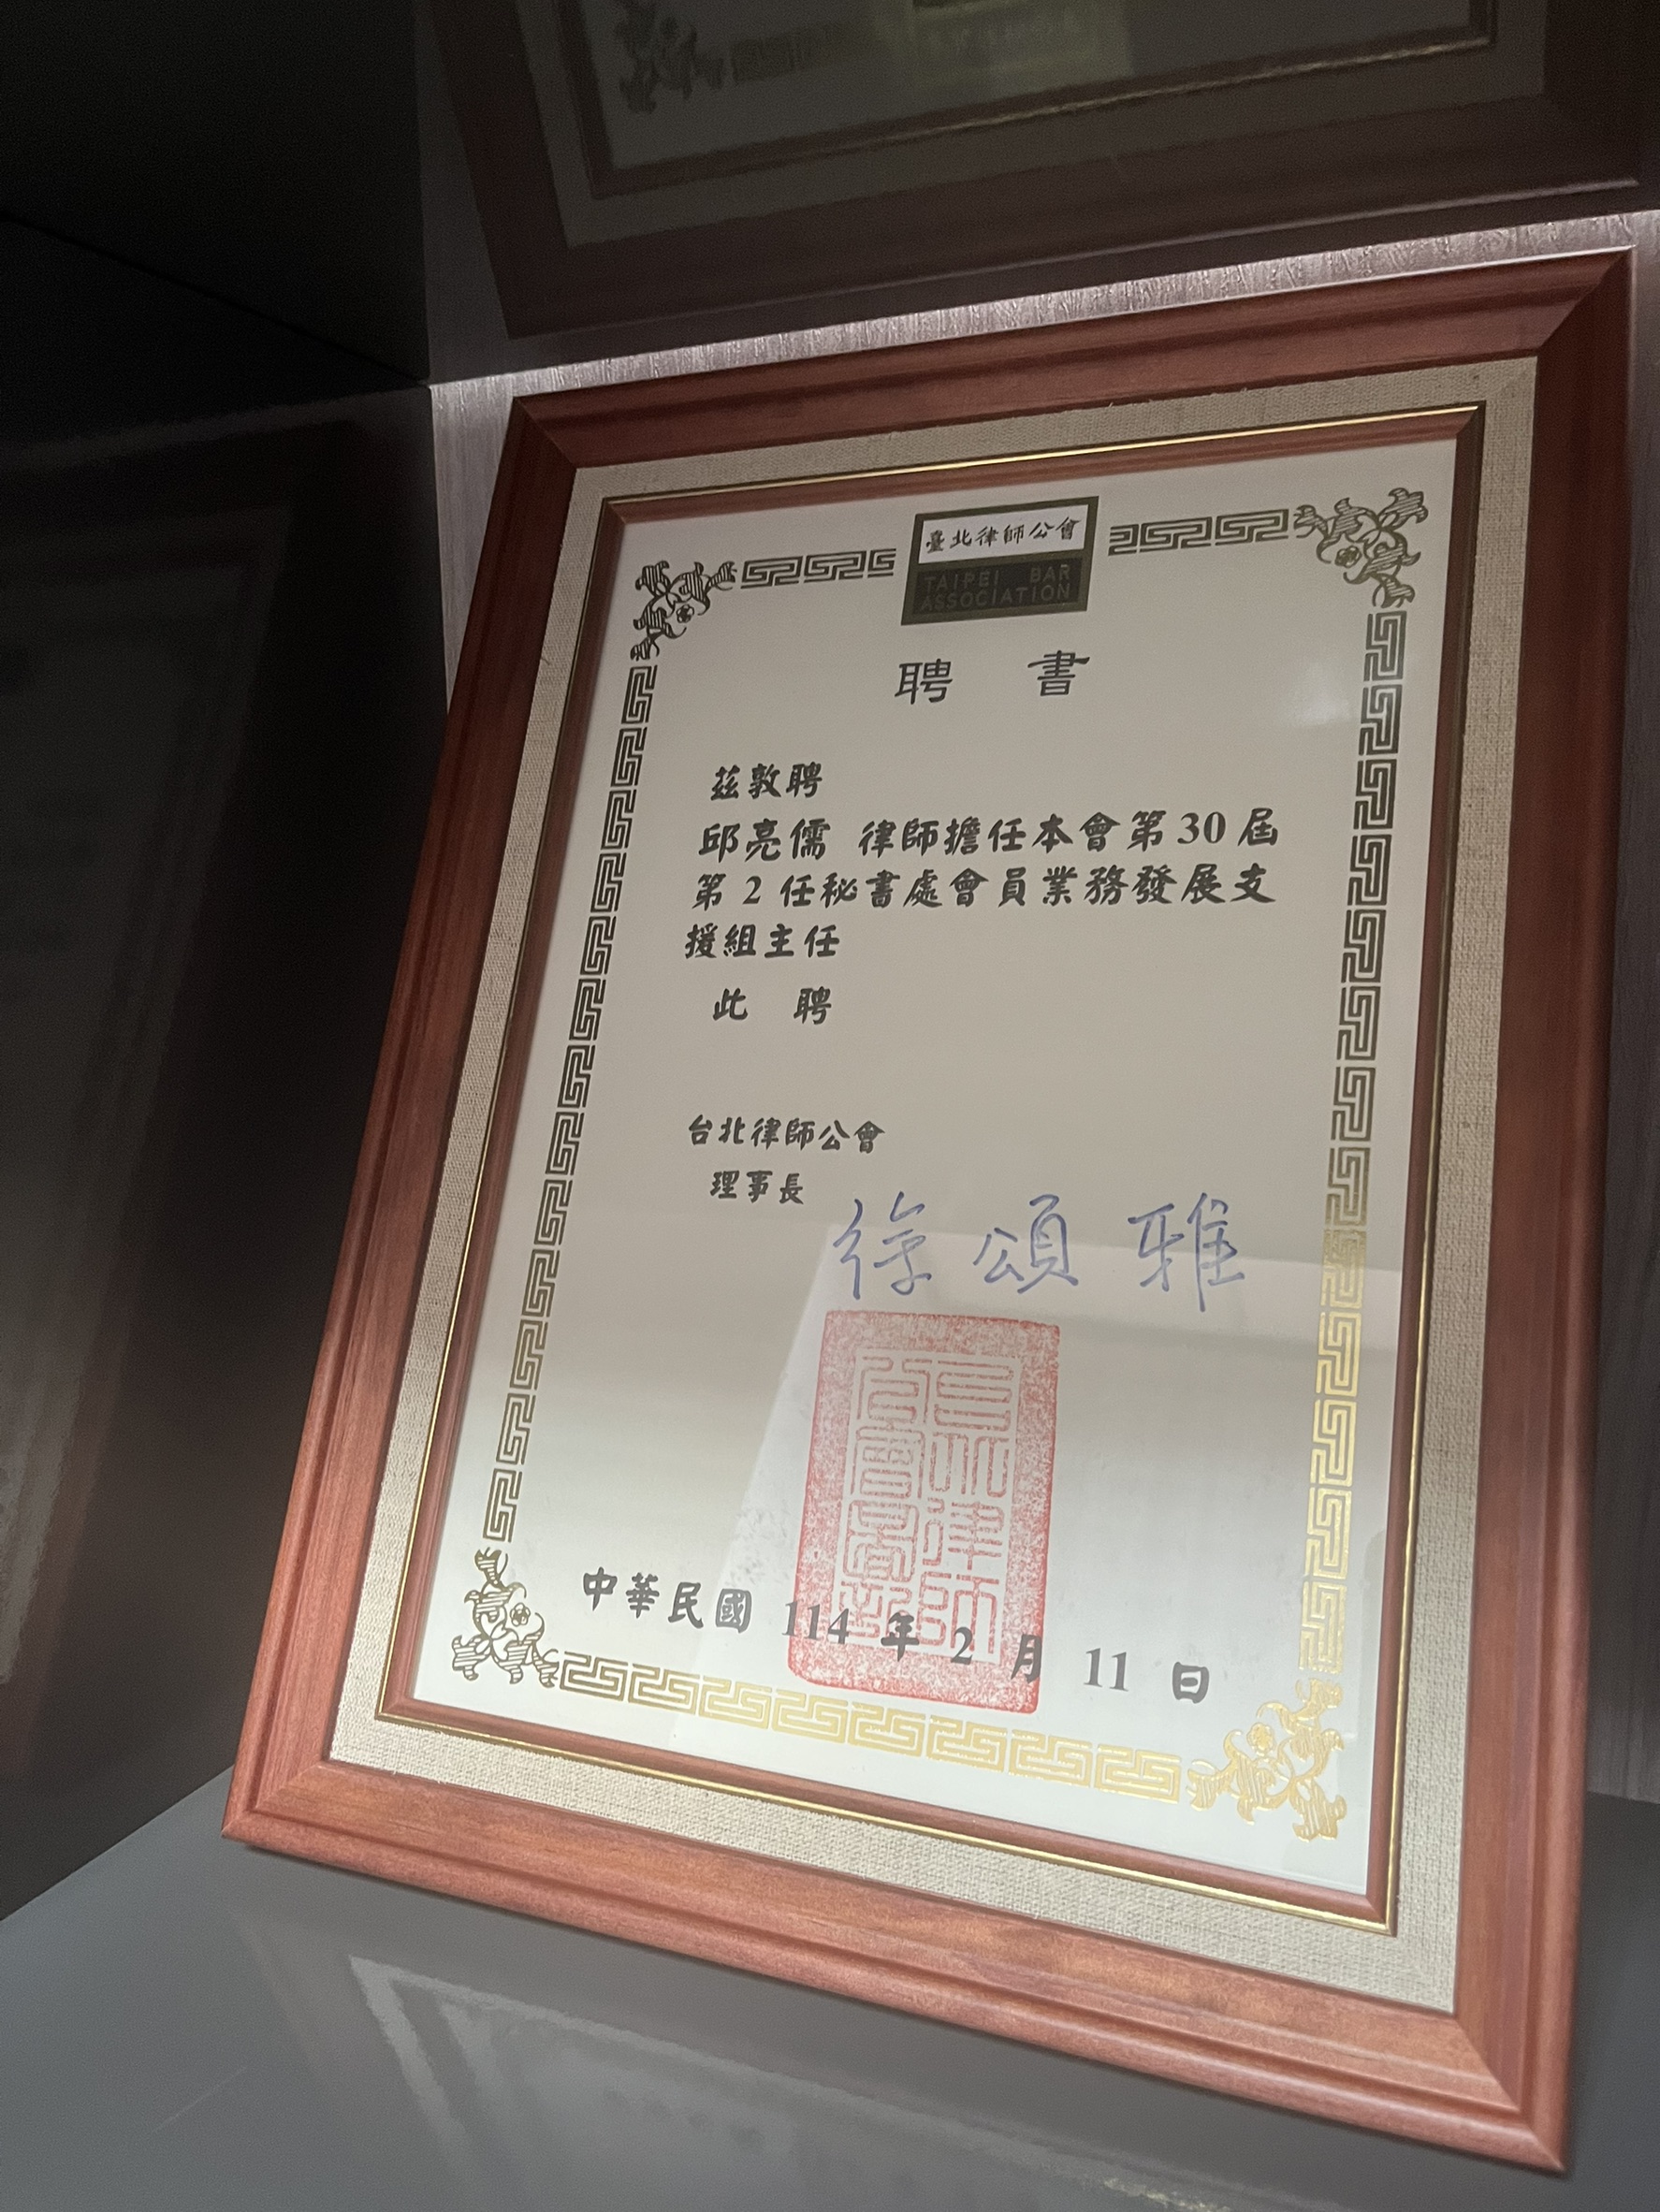 臺北律師公會
TAIPEI BAR
ASSOCIATION
聘 書
茲敦聘
邱亮儒 律師擔任本會第30屆
第 2 任秘書處會員業務發展支
援組主任
此 聘
台北律師公會
理事長
徐頌雅
中華民國 114 年 2 月 11 日